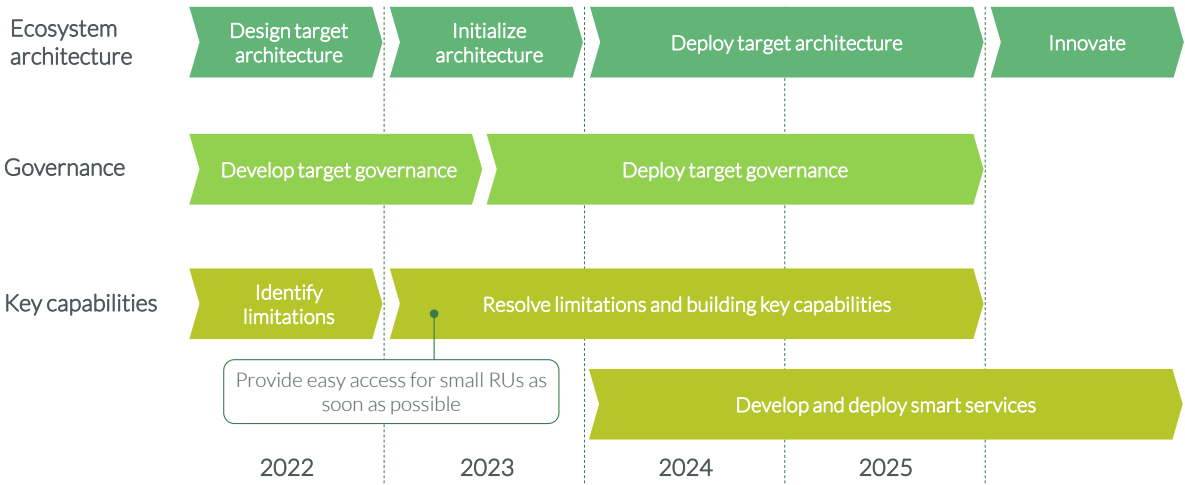 Ecosystem
architecture
Design target
architecture
Initialize
architecture
Deploy target architecture
Innovate
Governance
Develop target governance
Deploy target governance
Key capabilities
Identify
limitations
Resolve limitations and building key capabilities
Provide easy access for small RUs as
soon as possible
Develop and deploy smart services
2022
2023
2024
2025